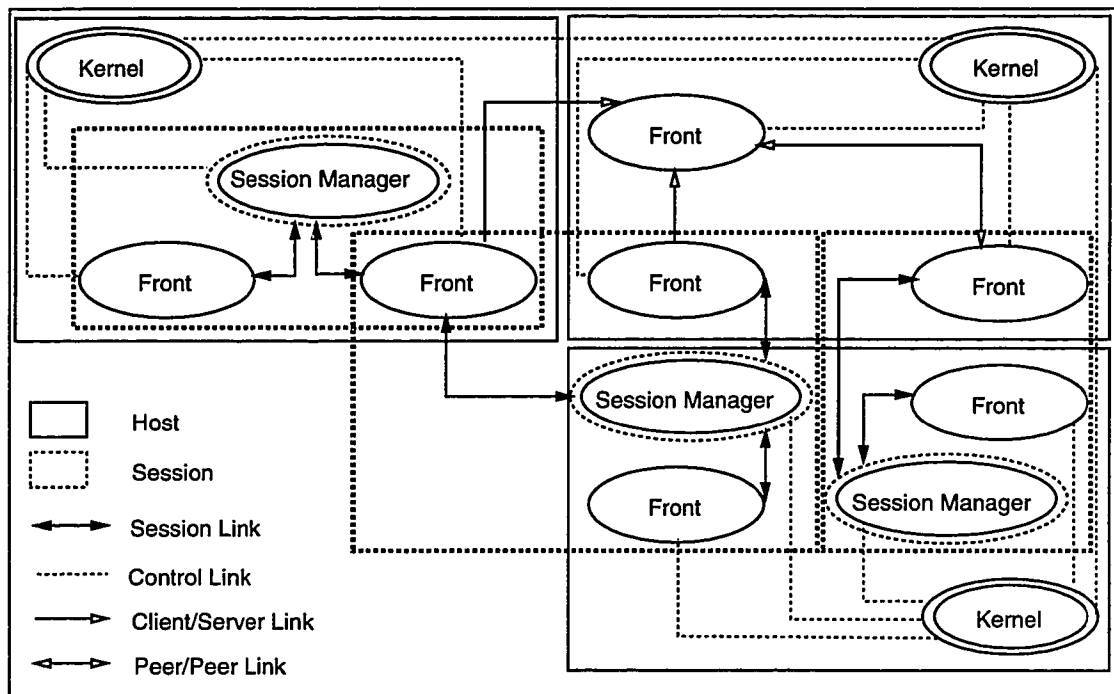 Kernel
Kernel
Front
Session Manager
Front
Front
Front
Front
Session Manager
Front
Host
Session
Front
Session Manager
Session Link
Control Link
Client/Server Link
Kernel
Peer/Peer Link